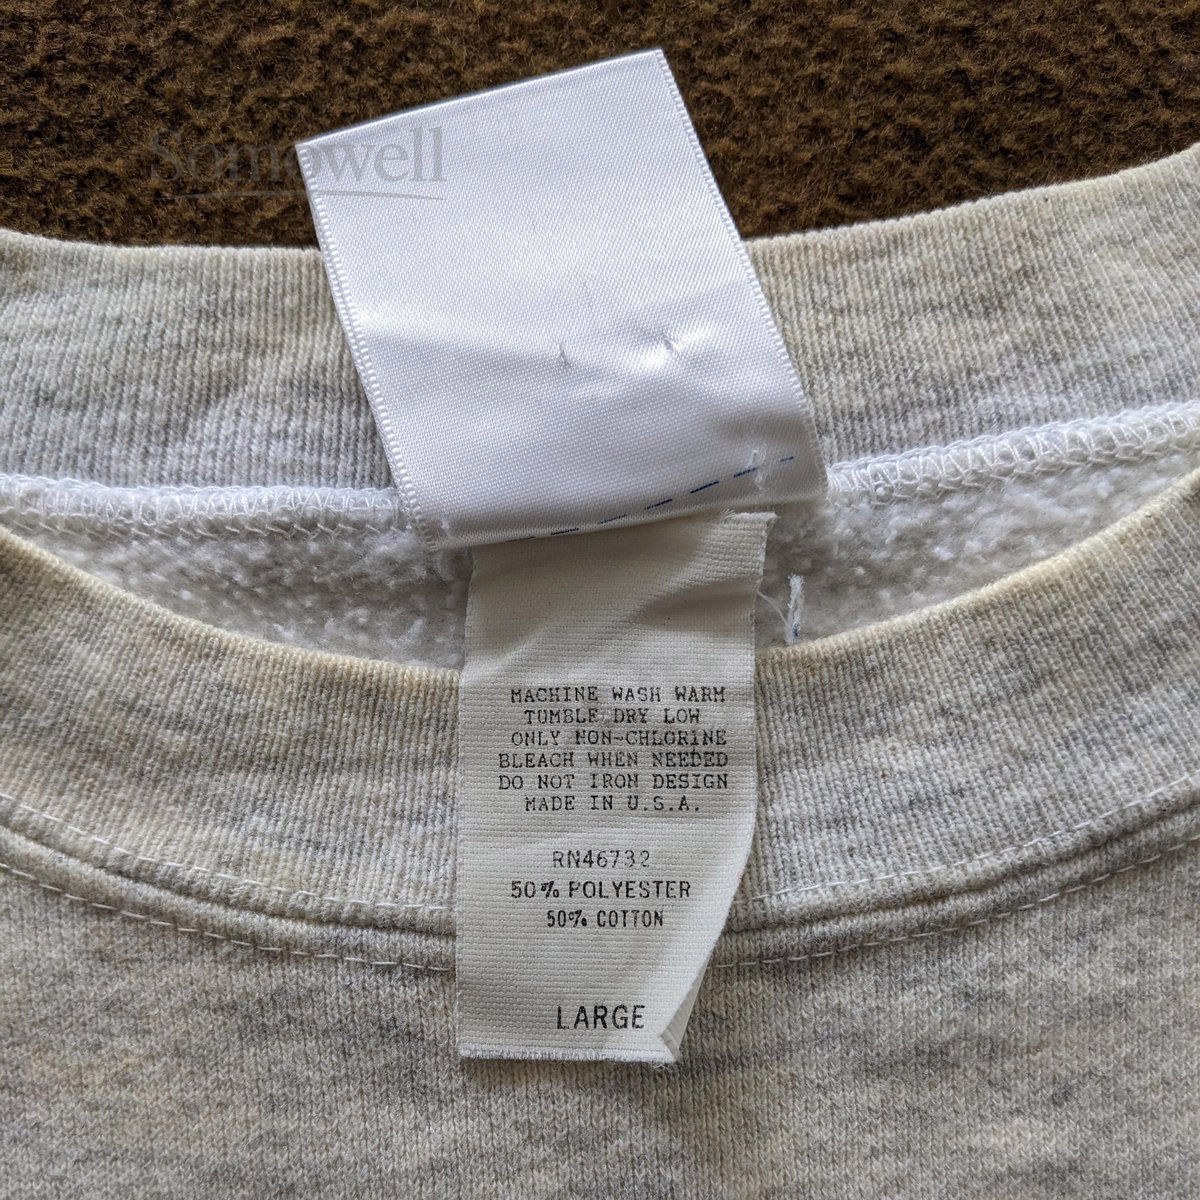 Somowell
MACHINE WASH WARM
TUMBLE DRY LOW
ONLY NON-CHLORINE
BLEACH WHEN NEEDED
DO NOT IRON DESIGN
MADE IN U.S.A.
RN46732
50% POLYESTER
50% COTTON
LARGE